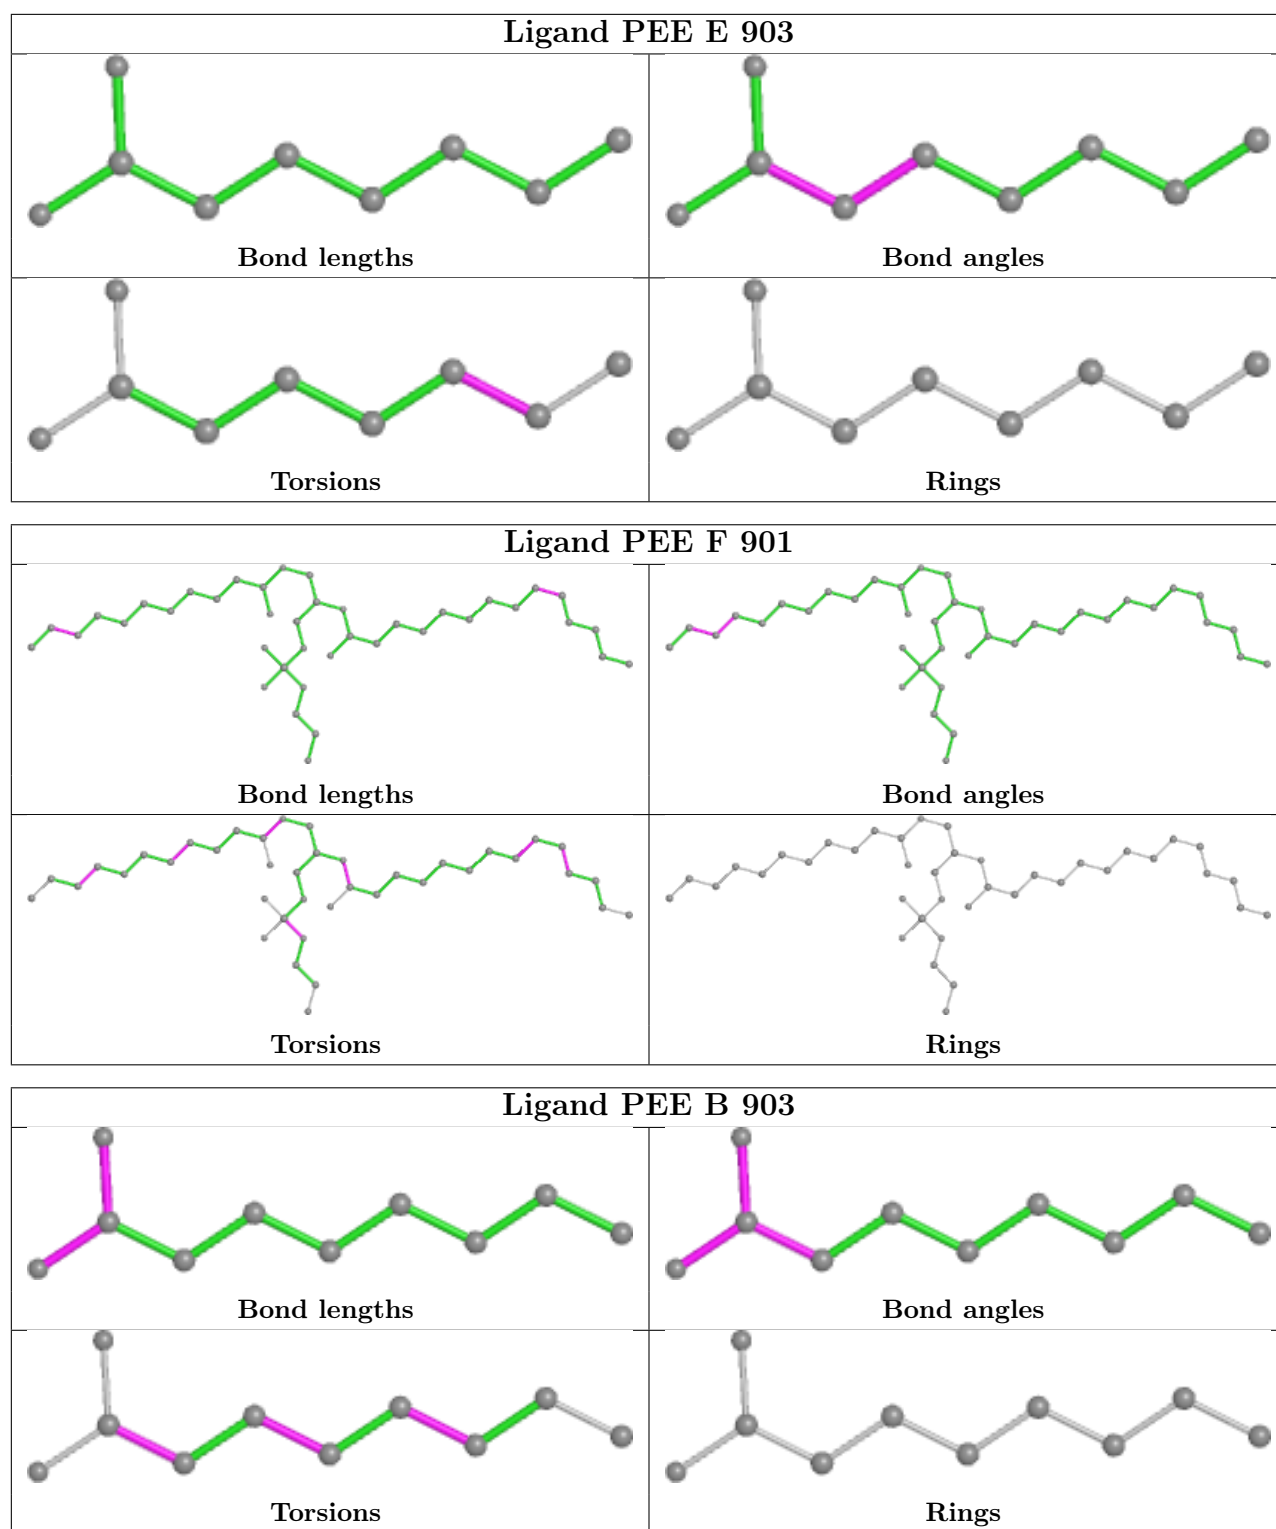 Ligand PEE E 903
Bond lengths
Bond angles
Torsions
Rings
Ligand PEE F 901
Bond lengths
Bond angles
Torsions
Rings
Ligand PEE B 903
Bond lengths
Bond angles
Torsions
Rings